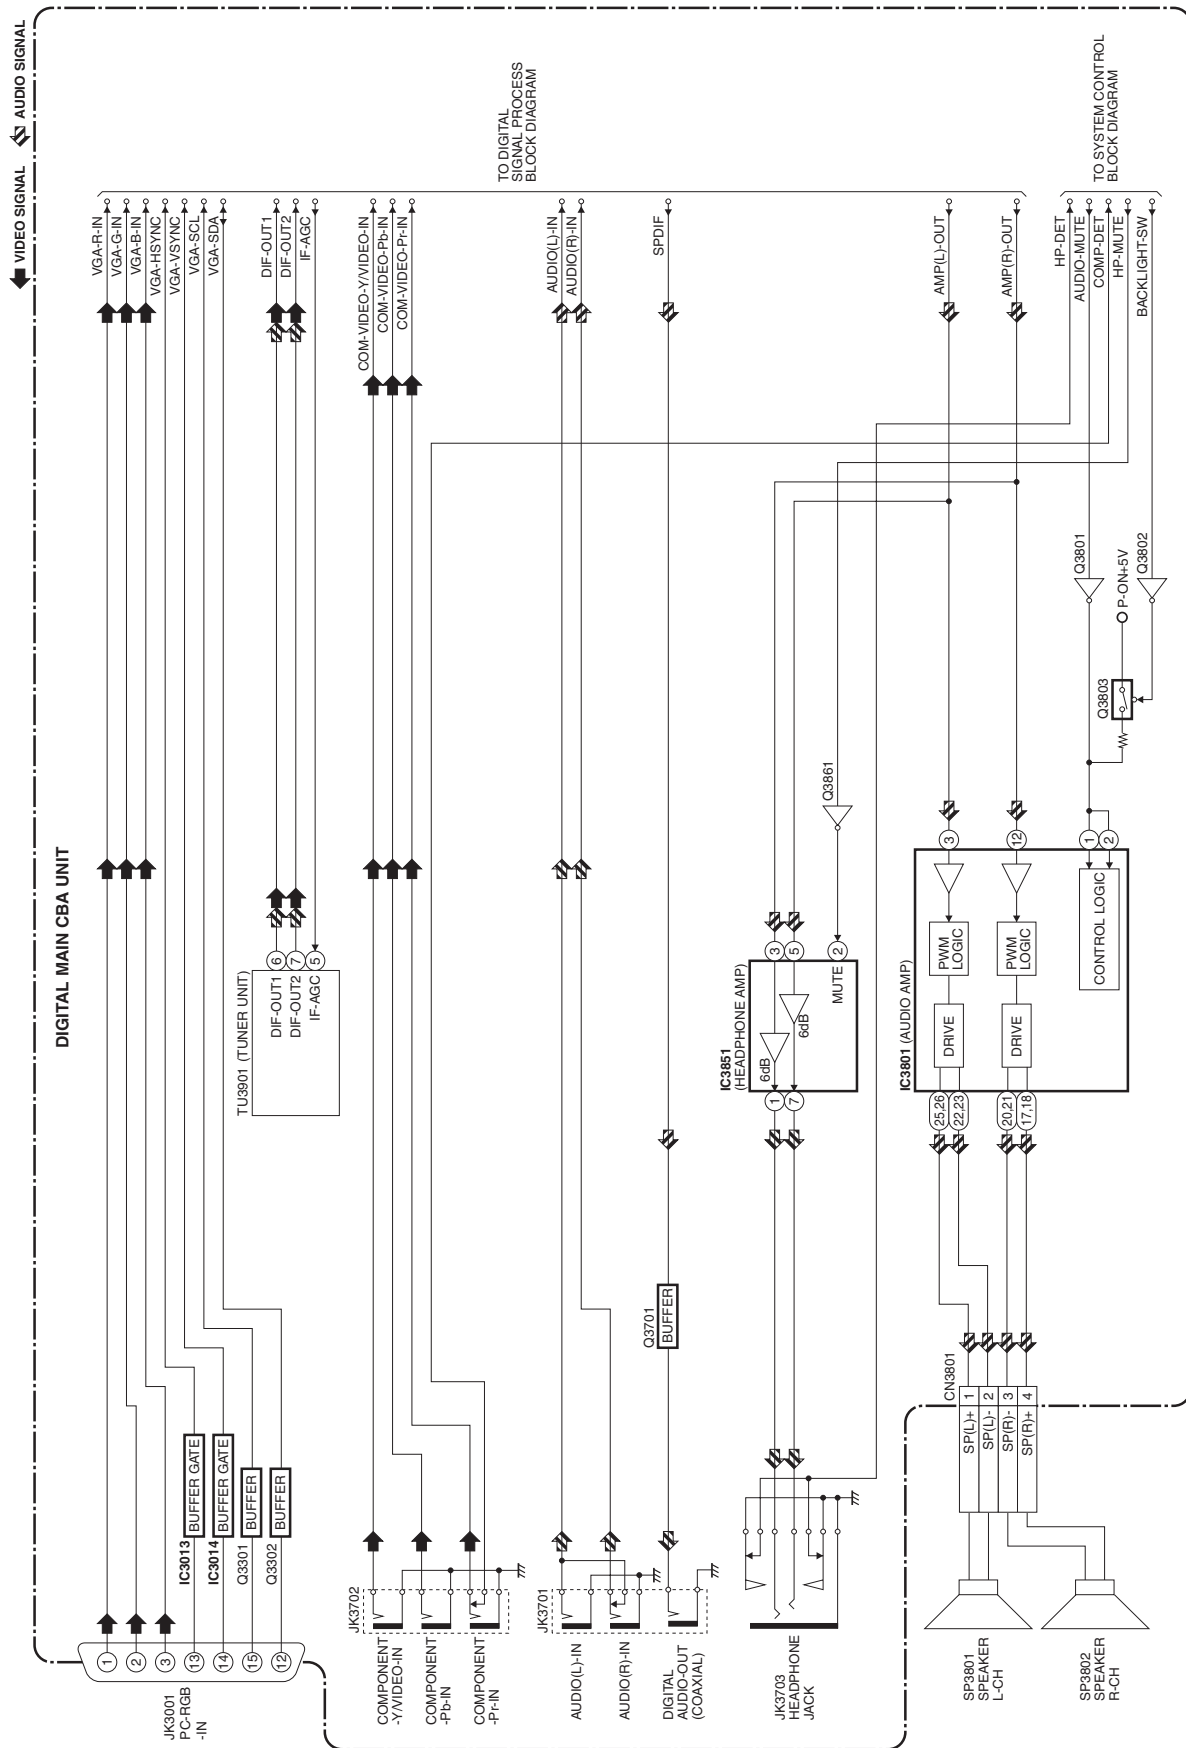 VIDEO SIGNAL
AUDIO SIGNAL
DIGITAL MAIN CBA UNIT
JK3001
PC-RGB
-IN
1
2
3
13
14
15
12
IC3013
BUFFER GATE
IC3014
BUFFER GATE
Q3301
BUFFER
Q3302
BUFFER
VGA-R-IN
VGA-G-IN
VGA-B-IN
VGA-HSYNC
VGA-VSYNC
VGA-SCL
VGA-SDA
TU3901 (TUNER UNIT)
DIF-OUT1
6
DIF-OUT2
7
IF-AGC
5
DIF-OUT1
DIF-OUT2
IF-AGC
TO DIGITAL
SIGNAL PROCESS
BLOCK DIAGRAM
JK3702
COMPONENT
-Y/VIDEO-IN
COMPONENT
-Pb-IN
COMPONENT
-Pr-IN
COM-VIDEO-Y/VIDEO-IN
COM-VIDEO-Pb-IN
COM-VIDEO-Pr-IN
JK3701
AUDIO(L)-IN
AUDIO(R)-IN
DIGITAL
AUDIO-OUT
(COAXIAL)
AUDIO(L)-IN
AUDIO(R)-IN
Q3701
BUFFER
SPDIF
JK3703
HEADPHONE
JACK
IC3851
(HEADPHONE AMP)
1
7
6dB
6dB
3
5
MUTE
2
Q3861
AMP(L)-OUT
AMP(R)-OUT
TO SYSTEM CONTROL
BLOCK DIAGRAM
HP-DET
AUDIO-MUTE
COMP-DET
HP-MUTE
BACKLIGHT-SW
Q3801
P-ON+5V
Q3802
Q3803
IC3801 (AUDIO AMP)
25,26
22,23
20,21
17,18
DRIVE
PWM
LOGIC
3
DRIVE
PWM
LOGIC
12
CONTROL LOGIC
1
2
CN3801
SP(L)+ 1
SP(L)- 2
SP(R)- 3
SP(R)+ 4
SP3801
SPEAKER
L-CH
SP3802
SPEAKER
R-CH